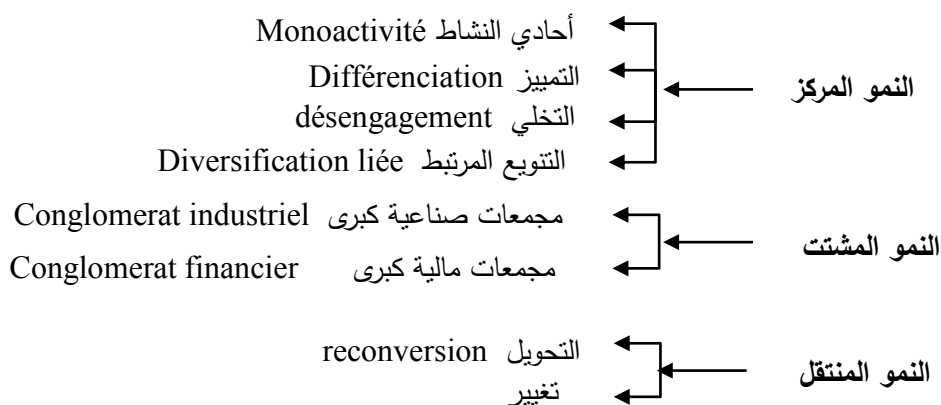 أحادي النشاط Monoactivité
التمييز Différenciation
النمو المركز
التخلي désengagement
التنويع المرتبط Diversification liée
مجمعات صناعية كبرى Conglomerat industriel
النمو المشتت
مجمعات مالية كبرى Conglomerat financier
التحويل reconversion
النمو المنتقل
تغيير